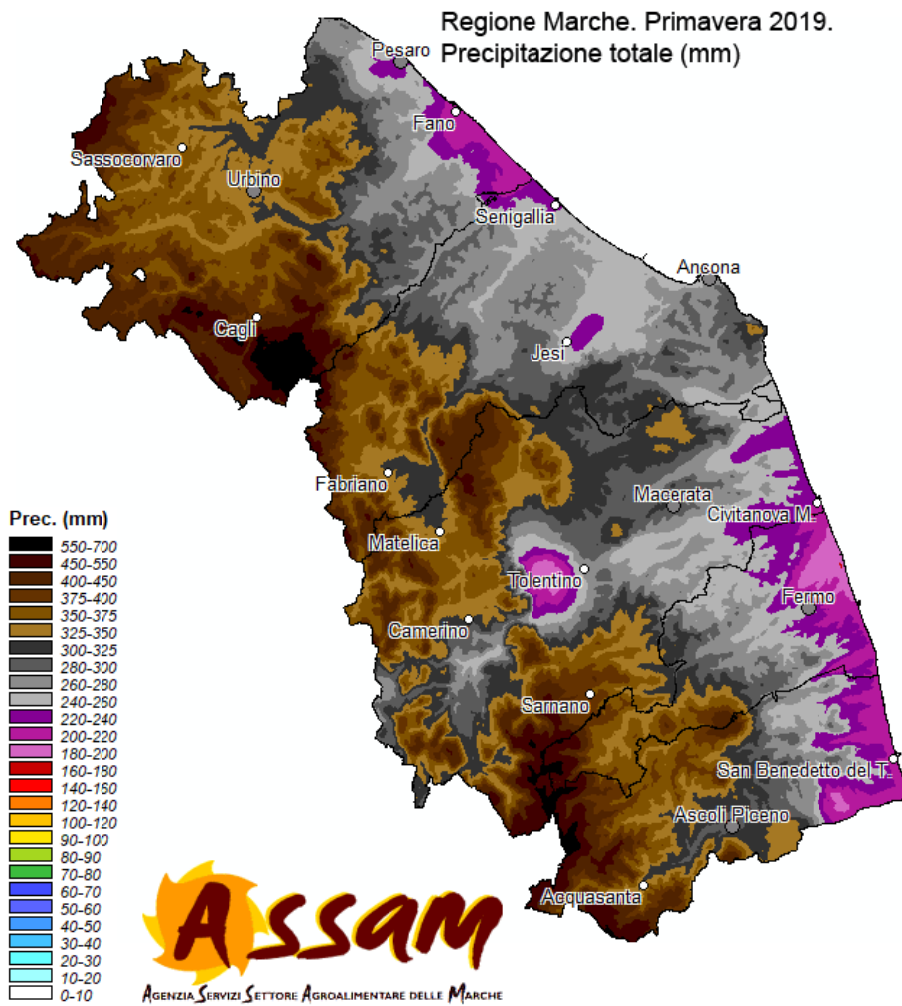 Regione Marche. Primavera 2019.
Precipitazione totale (mm)
Pesaro
Fano
Sassocorvaro
Urbino
Senigallia
Ancona
Cagli
Jesi
Fabriano
Macerata
Civitanova M.
Matelica
Tolentino
Fermo
Camerino
Sarnano
San Benedetto del T.
Ascoli Piceno
Acquasanta
Prec. (mm)
550-700
450-550
400-450
375-400
350-375
325-350
300-325
280-300
260-280
240-260
220-240
200-220
180-200
160-180
140-150
120-140
100-120
90-100
80-90
70-80
60-70
50-60
40-50
30-40
20-30
10-20
0-10
ASSAM
AGENZIA SERVIZI SETTORE AGROALIMENTARE DELLE MARCHE